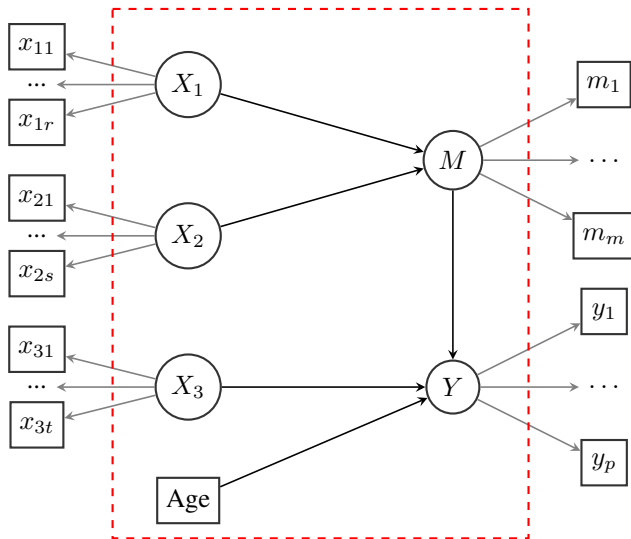 x₁₁
...
x₁ᵣ
X₁
m₁
M
...
mₘ
x₂₁
...
x₂ₛ
X₂
x₃₁
...
x₃ₜ
X₃
y₁
Y
...
yₚ
Age